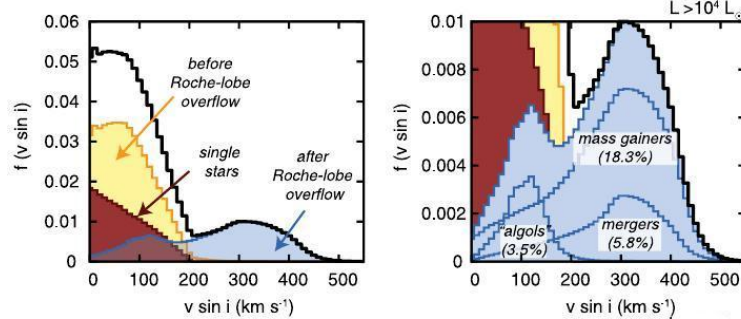 L >10⁴ L☉
0.06
0.05
0.04
0.03
0.02
0.01
0
f (v sin i)
before
Roche-lobe
overflow
single
stars
after
Roche-lobe
overflow
0 100 200 300 400 500
v sin i (km s⁻¹)
0.01
0.008
0.006
0.004
0.002
0
f (v sin i)
mass gainers
(18.3%)
"algols"
(3.5%)
mergers
(5.8%)
0 100 200 300 400 500
v sin i (km s⁻¹)